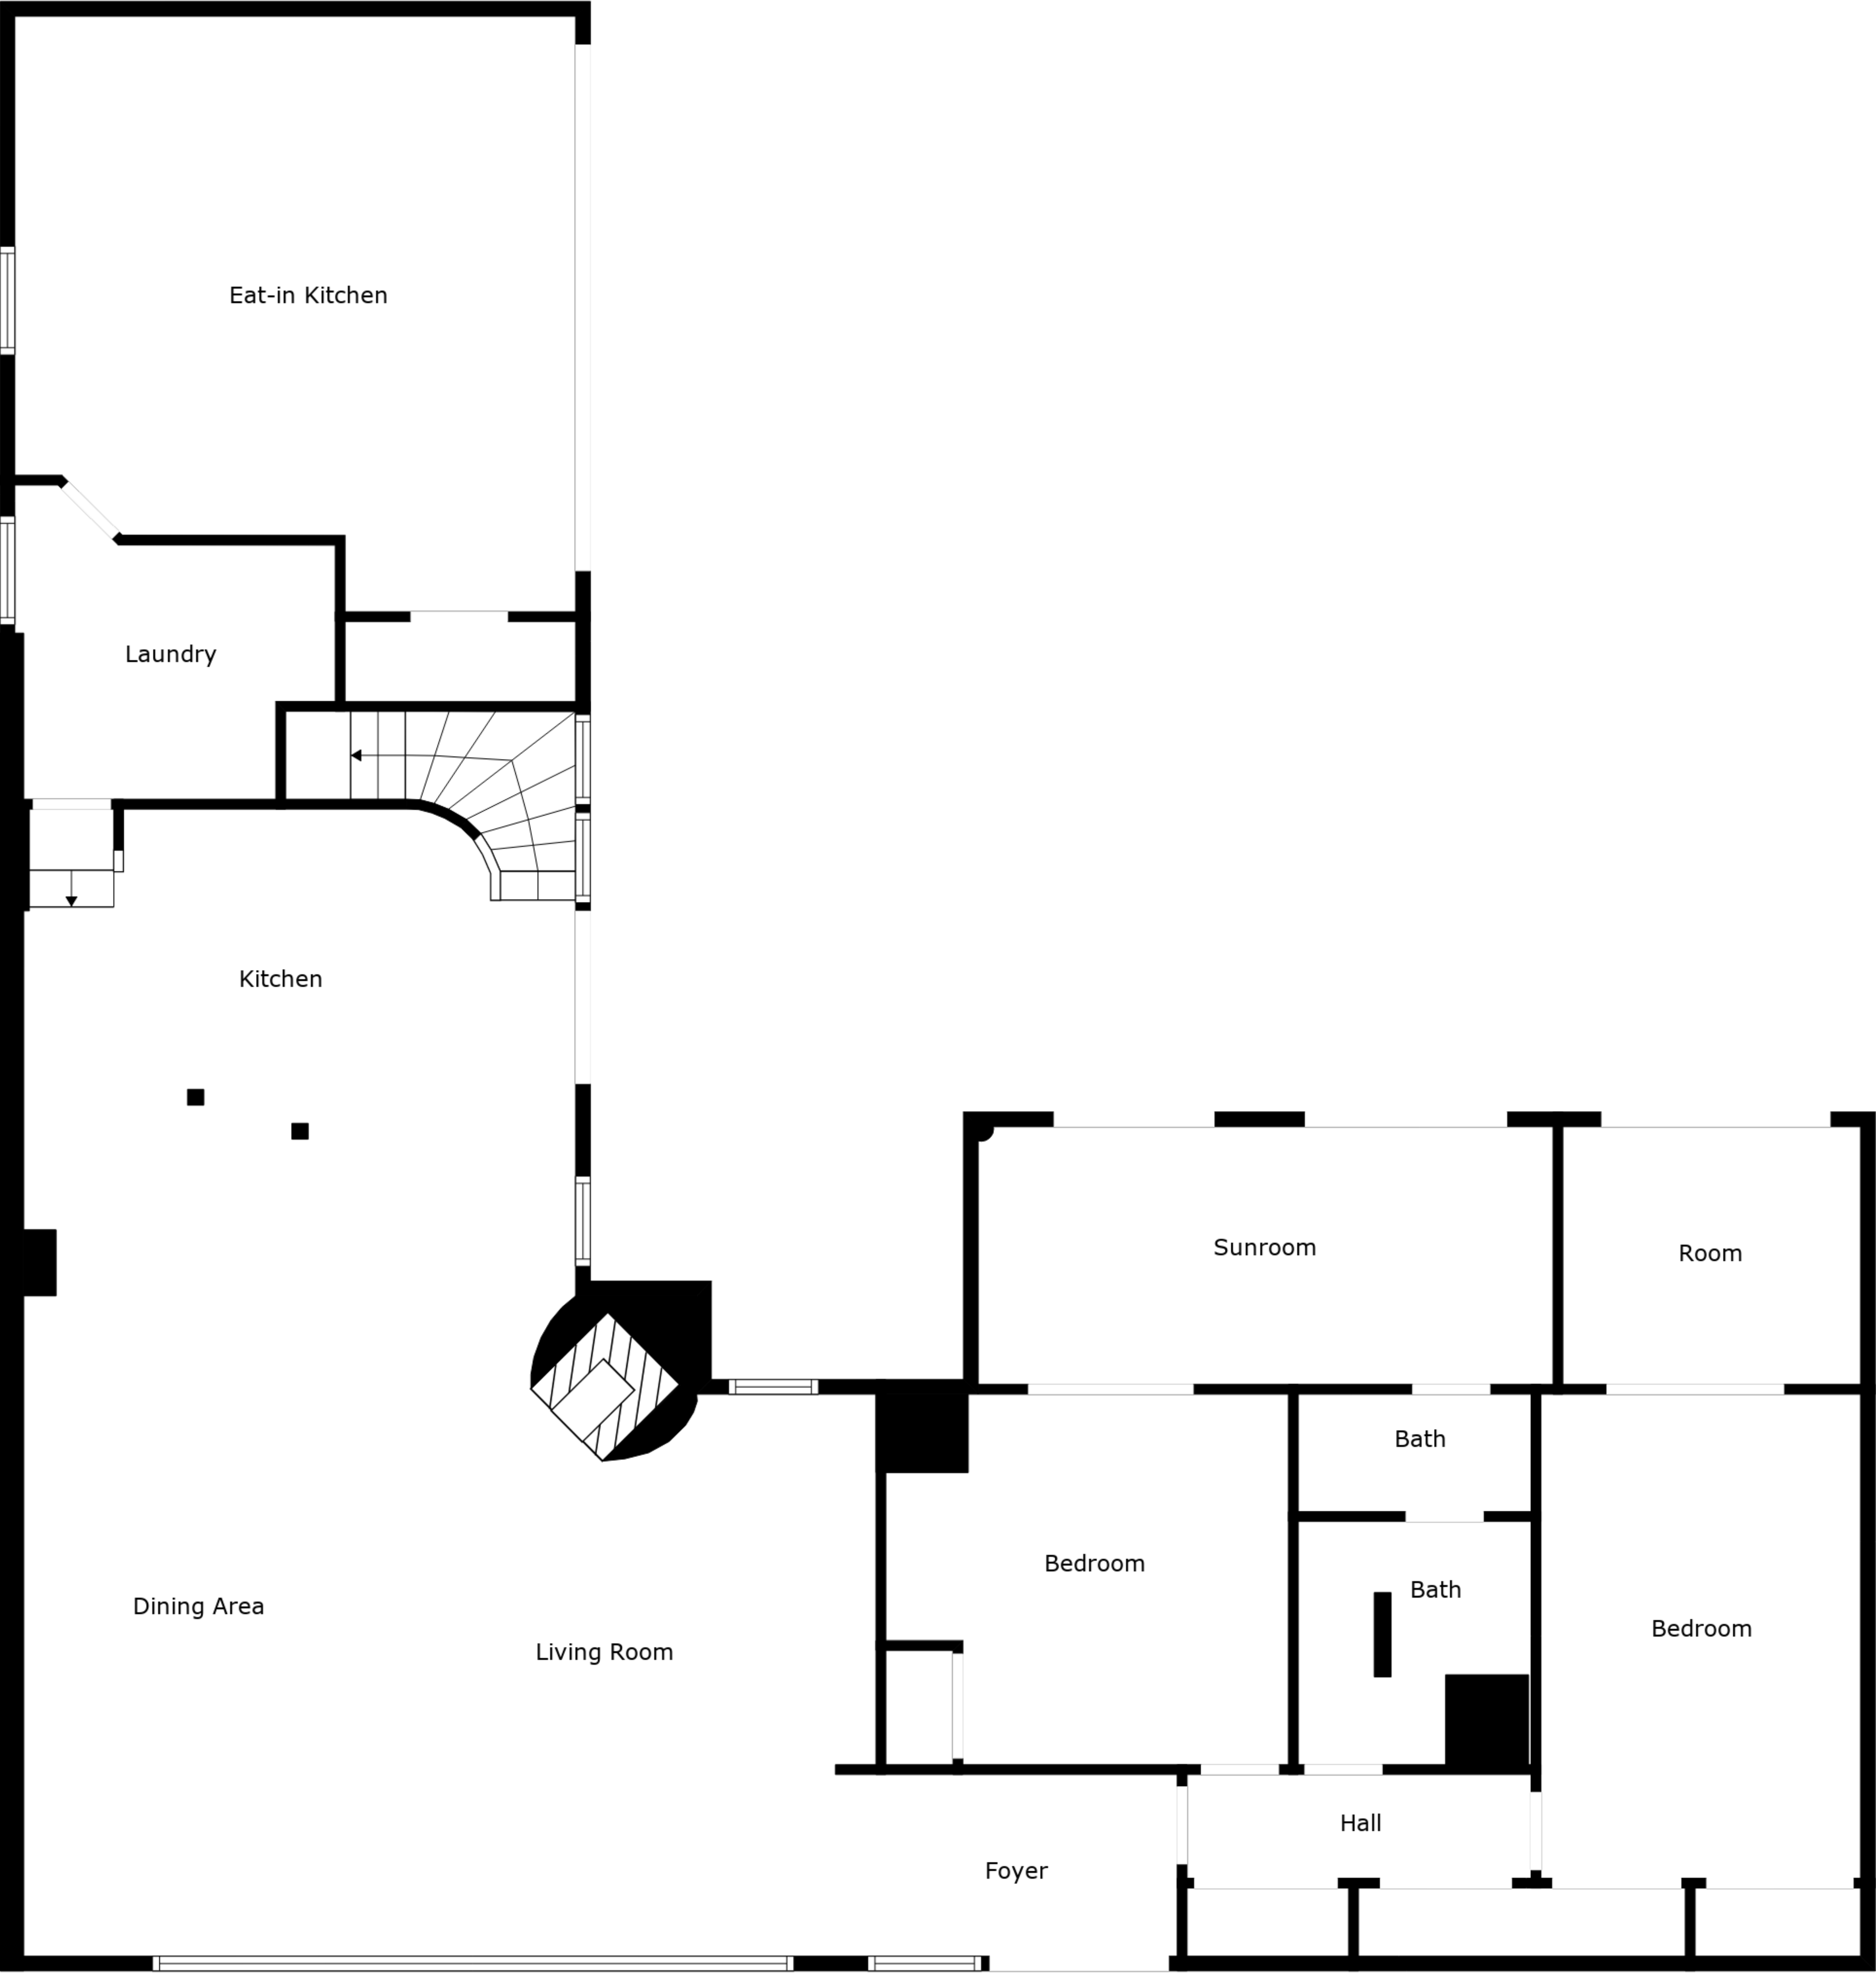 Eat-in Kitchen
Laundry
Kitchen
Sunroom
Room
Bath
Bedroom
Bath
Dining Area
Bedroom
Living Room
Hall
Foyer